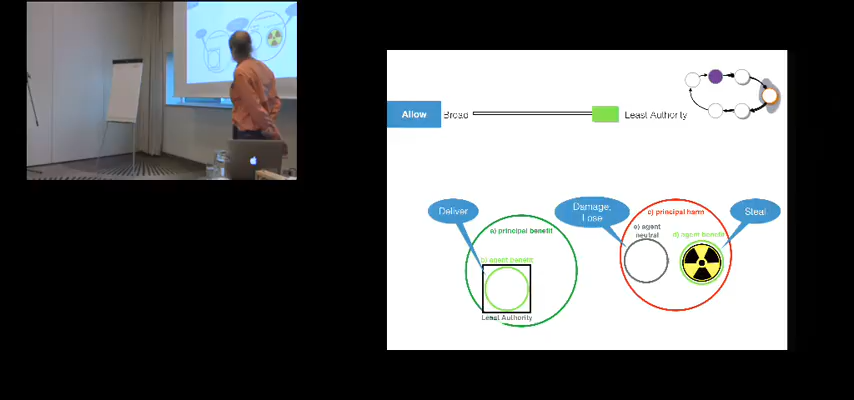 Allow
Broad
Least Authority
Deliver
Damage,
Lose
Steal
a) principal benefit
c) principal harm
e) agent
neutral
d) agent benefit
b) agent benefit
Least Authority